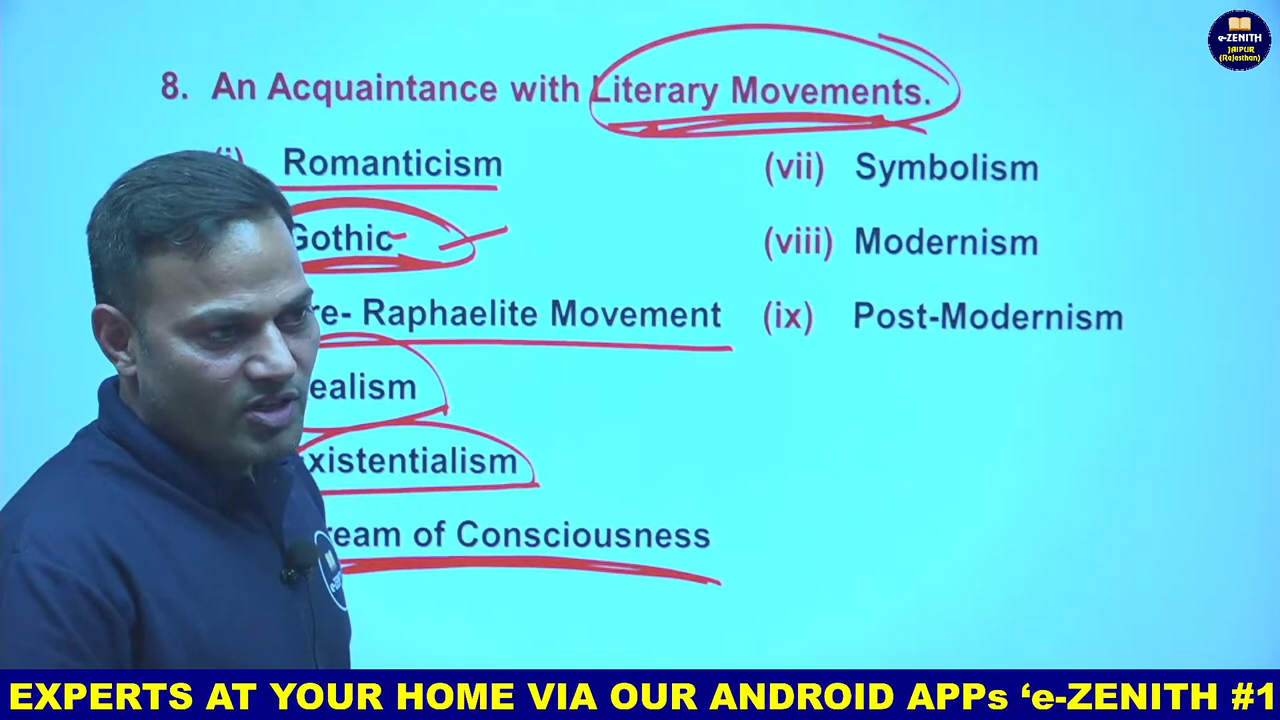 8. An Acquaintance with Literary Movements.
(i) Romanticism
Gothic
re- Raphaelite Movement
ealism
xistentialism
ream of Consciousness
(vii) Symbolism
(viii) Modernism
(ix) Post-Modernism
e-ZENITH
JAIPUR
(Rajasthan)
EXPERTS AT YOUR HOME VIA OUR ANDROID APPs ‘e-ZENITH #1